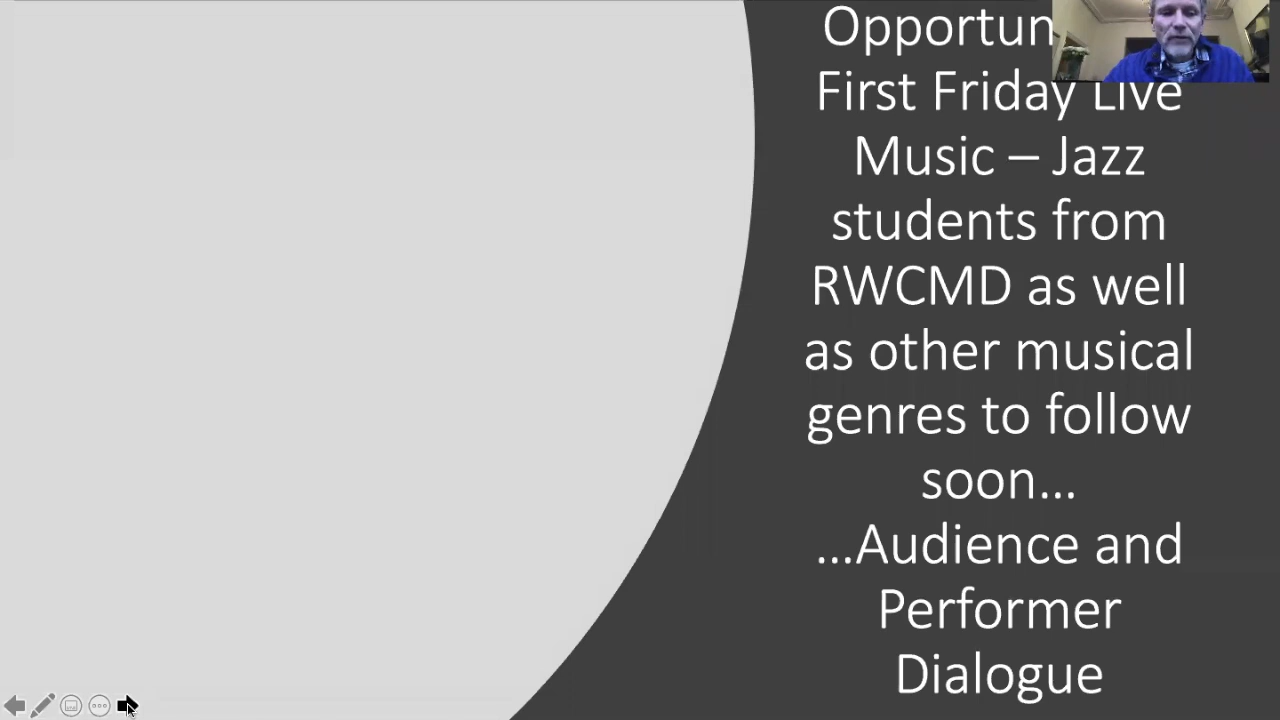 First Friday Live
Music – Jazz
students from
RWCMD as well
as other musical
genres to follow
soon...
...Audience and
Performer
Dialogue